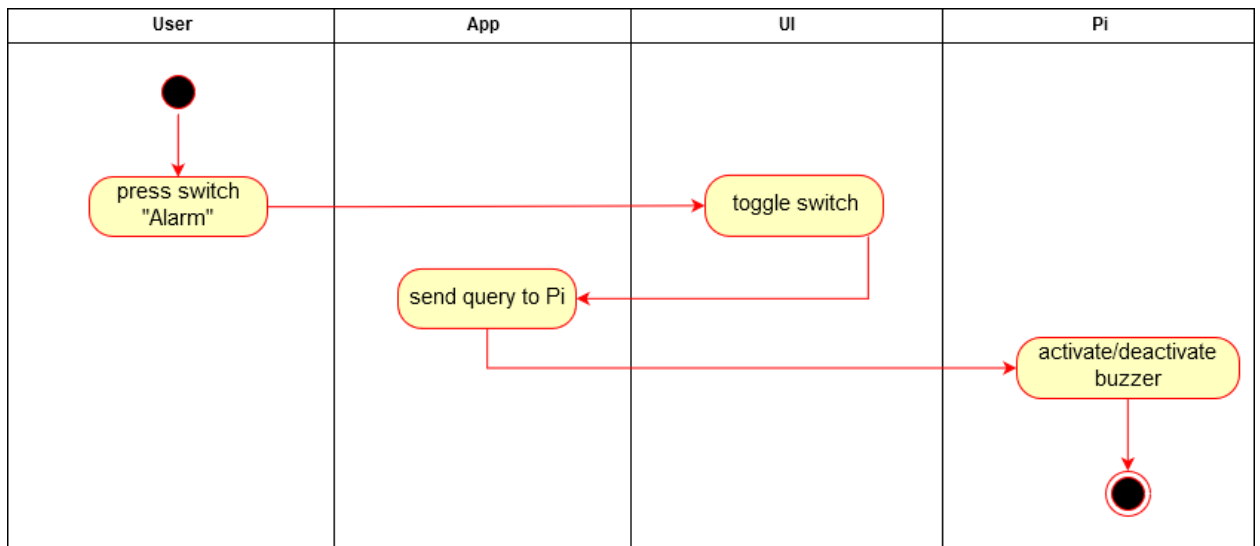 User
App
UI
Pi
press switch
"Alarm"
toggle switch
send query to Pi
activate/deactivate
buzzer